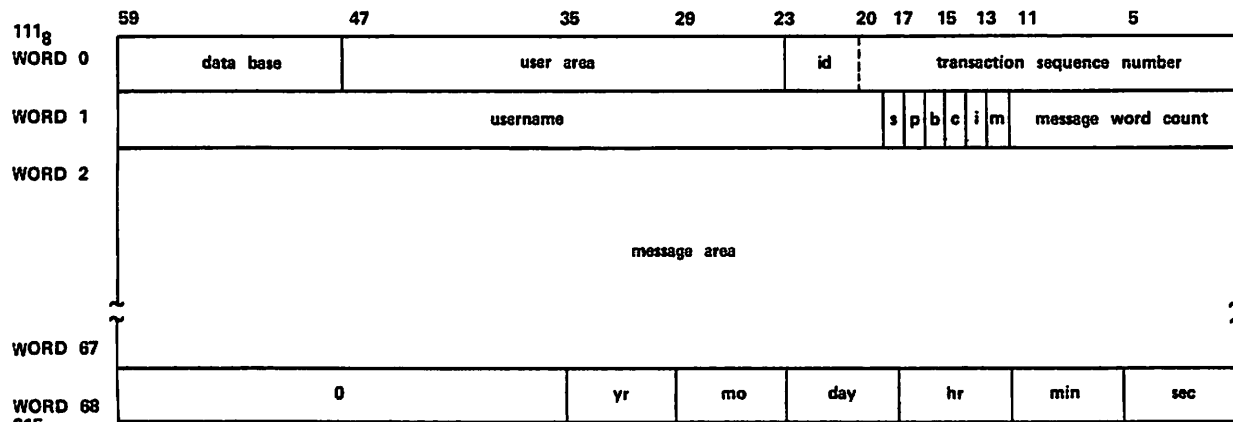 59 47 35 29 23 20 17 15 13 11 5
111₈
WORD 0 data base user area id transaction sequence number
WORD 1 username s p b c i m message word count
WORD 2
message area
WORD 67
0 yr mo day hr min sec
WORD 68